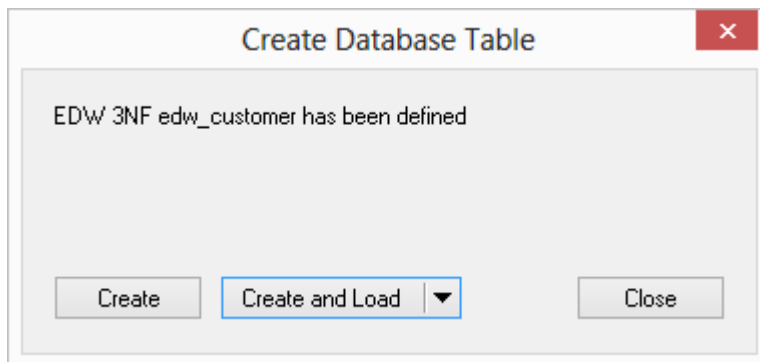 Create Database Table
EDW 3NF edw_customer has been defined
Create
Create and Load
Close